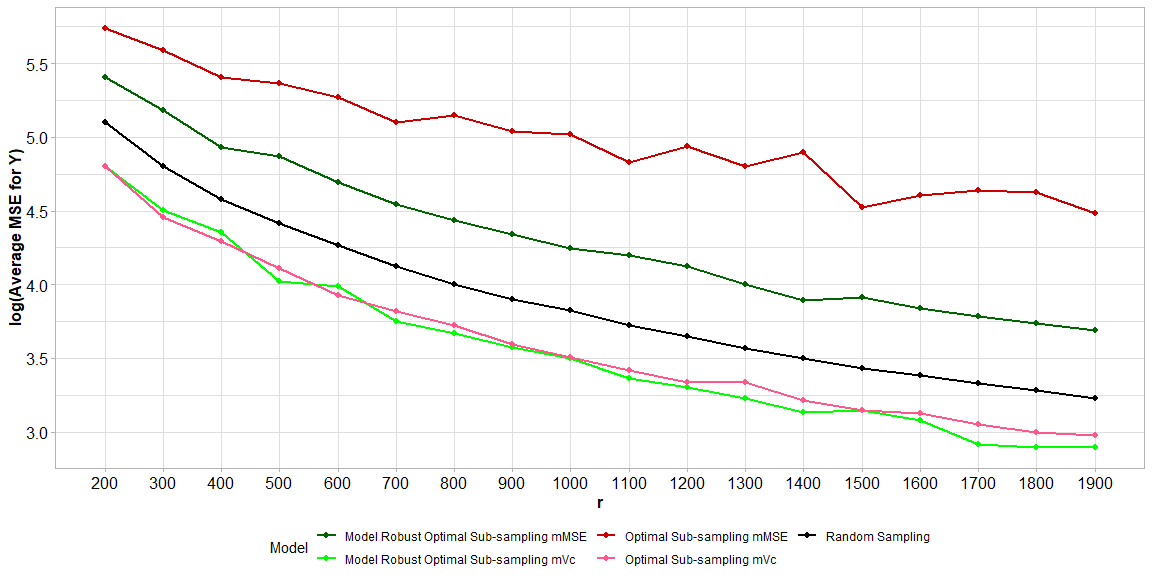 log(Average MSE for Y)
5.5
5.0
4.5
4.0
3.5
3.0
200 300 400 500 600 700 800 900 1000 1100 1200 1300 1400 1500 1600 1700 1800 1900
r
Model
Model Robust Optimal Sub-sampling mMSE Optimal Sub-sampling mMSE Random Sampling
Model Robust Optimal Sub-sampling mVc Optimal Sub-sampling mVc